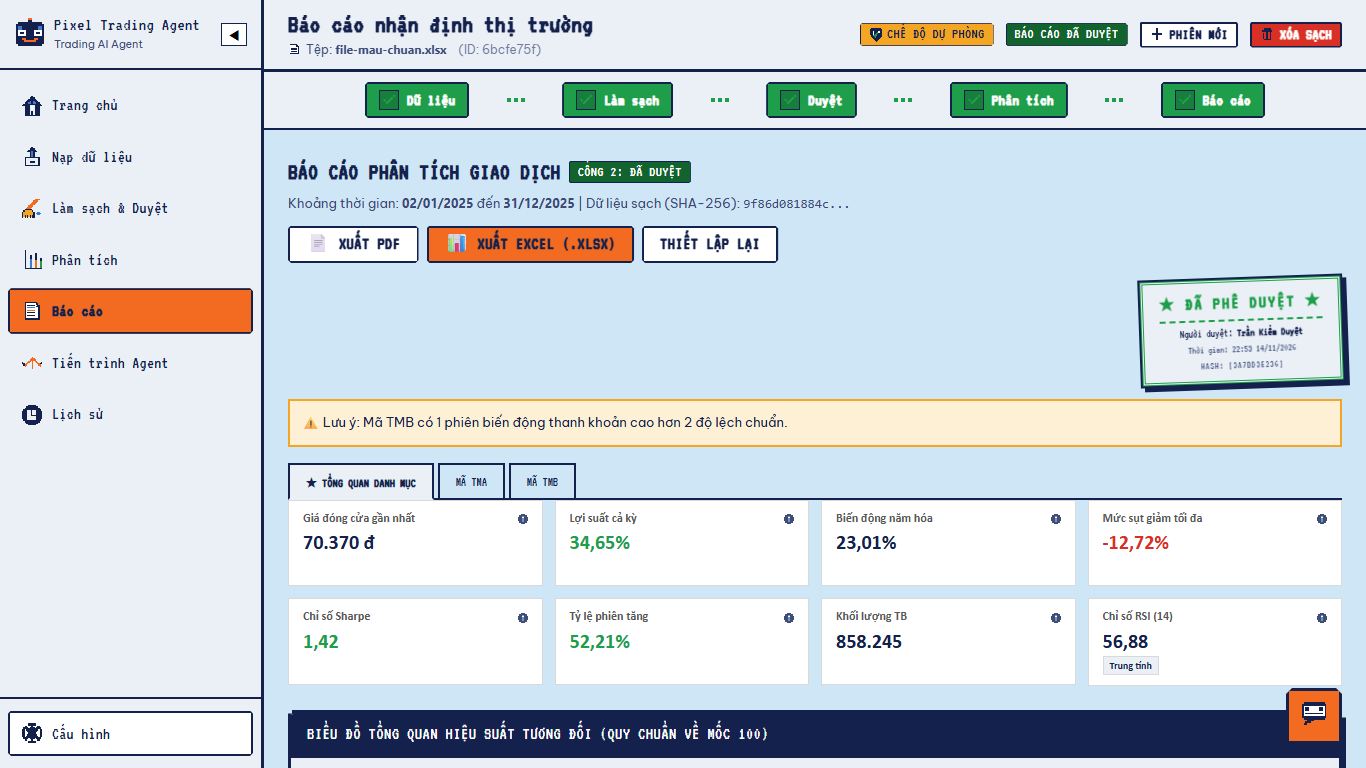 Pixel Trading Agent
Trading AI Agent
Trang chủ
Nạp dữ liệu
Làm sạch & Duyệt
Phân tích
Báo cáo
Tiến trình Agent
Lịch sử
Cấu hình
Báo cáo nhận định thị trường
Tệp: file-mau-chuan.xlsx (ID: 6bcfe75f)
CHẾ ĐỘ DỰ PHÒNG
BÁO CÁO ĐÃ DUYỆT
PHIÊN MỚI
XÓA SẠCH
Dữ liệu
Làm sạch
Duyệt
Phân tích
Báo cáo
BÁO CÁO PHÂN TÍCH GIAO DỊCH
CỔNG 2: ĐÃ DUYỆT
Khoảng thời gian: 02/01/2025 đến 31/12/2025 | Dữ liệu sạch (SHA-256): 9f86d081884c...
XUẤT PDF
XUẤT EXCEL (.XLSX)
THIẾT LẬP LẠI
★ ĐÃ PHÊ DUYỆT ★
Người duyệt: Trần Kiểm Duyệt
Thời gian: 22:53 14/11/2026
HASH:
Lưu ý: Mã TMB có 1 phiên biến động thanh khoản cao hơn 2 độ lệch chuẩn.
★ TỔNG QUAN DANH MỤC
MÃ TMA
MÃ TMB
Giá đóng cửa gần nhất
70.370 đ
Lợi suất cả kỳ
34,65%
Biến động năm hóa
23,01%
Mức sụt giảm tối đa
-12,72%
Chỉ số Sharpe
1,42
Tỷ lệ phiên tăng
52,21%
Khối lượng TB
858.245
Chỉ số RSI (14)
56,88
Trung tính
BIỂU ĐỒ TỔNG QUAN HIỆU SUẤT TƯƠNG ĐỐI (QUY CHUẨN VỀ MỐC 100)